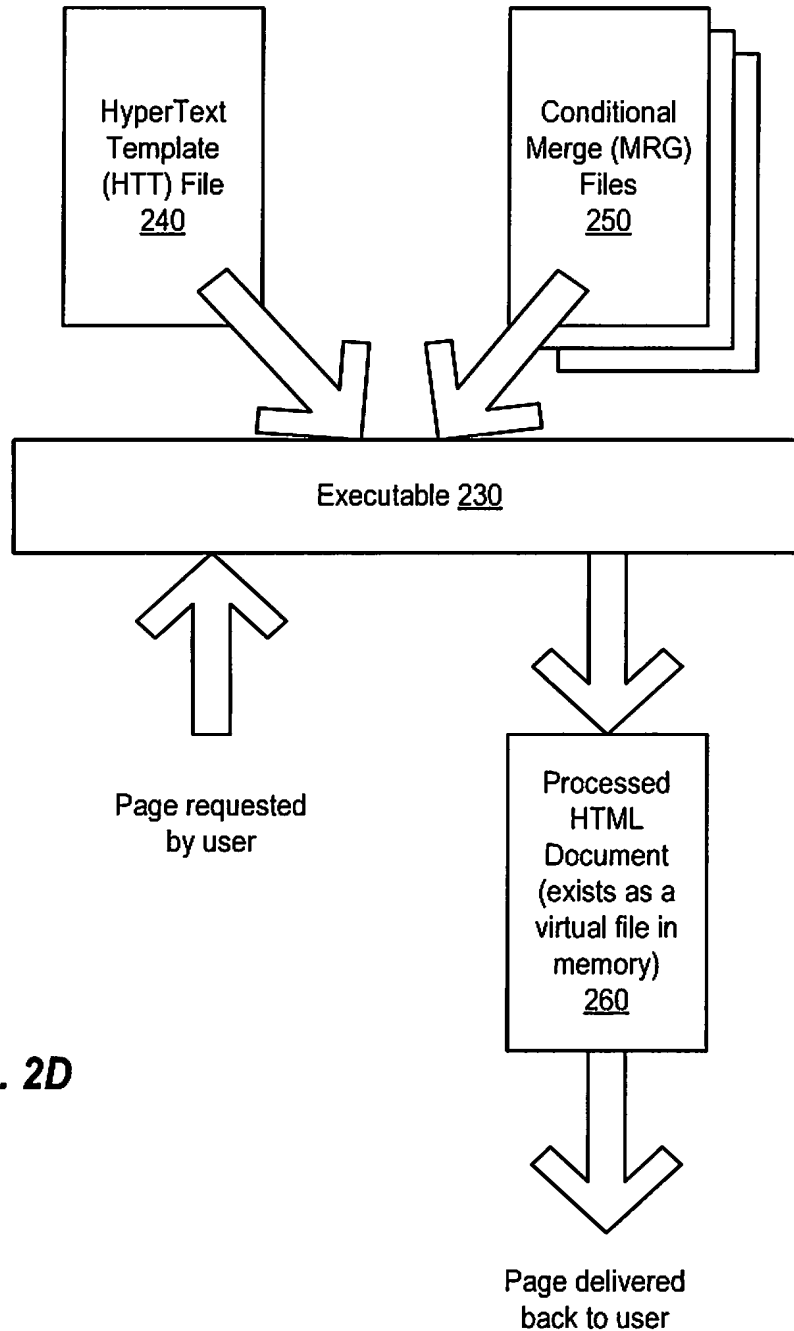 HyperText
Template
(HTT) File
240
Conditional
Merge (MRG)
Files
250
Executable 230
Page requested
by user
Processed
HTML
Document
(exists as a
virtual file in
memory)
260
. 2D
Page delivered
back to user